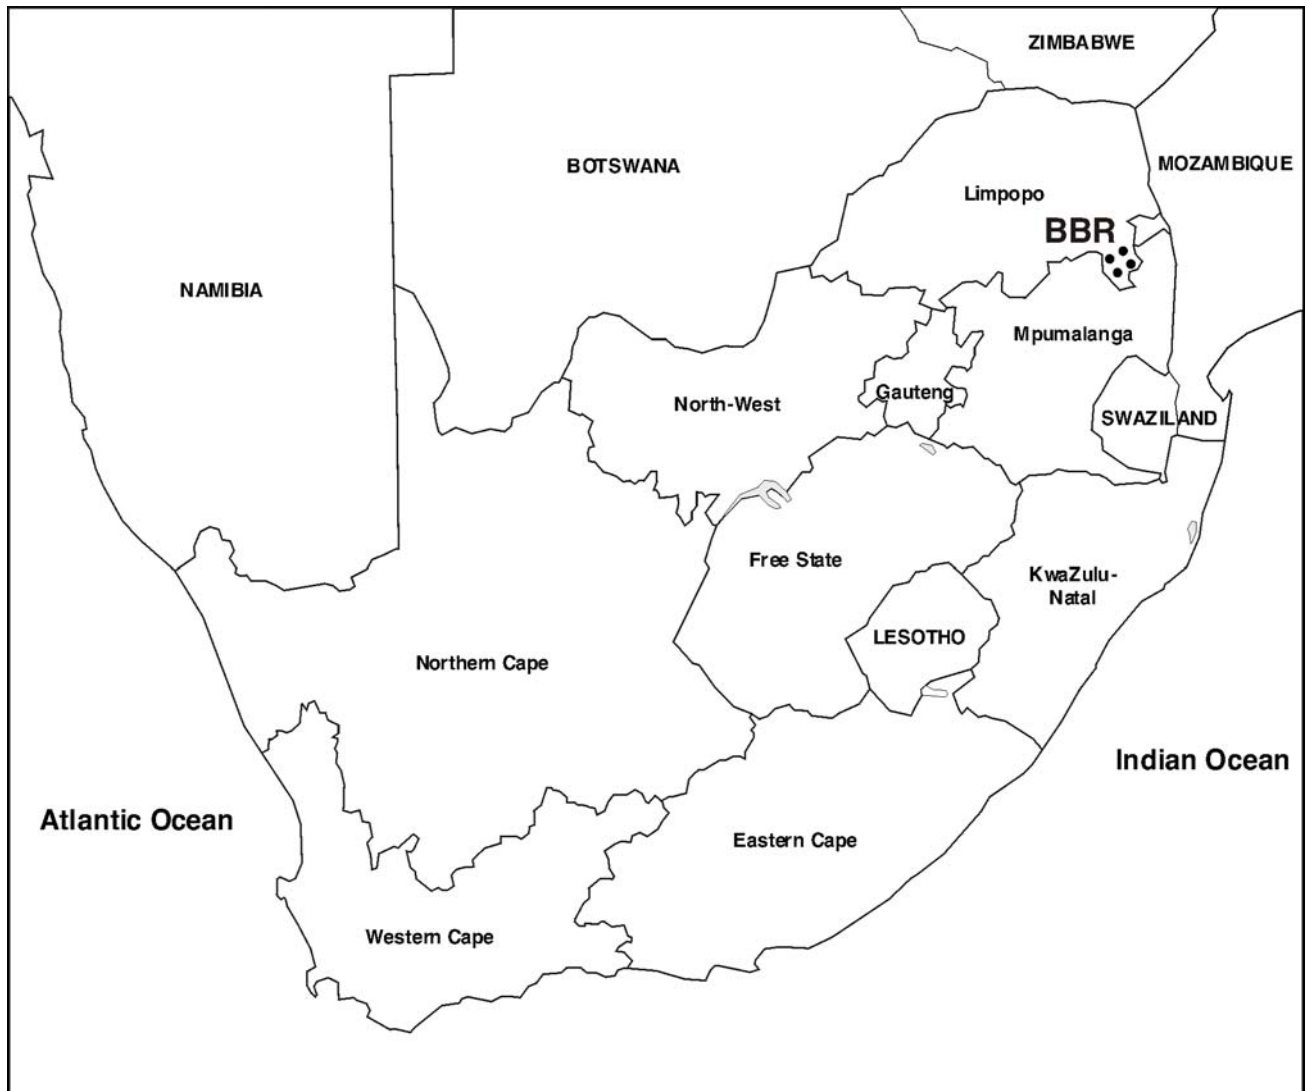 ZIMBABWE
BOTSWANA
MOZAMBIQUE
Limpopo
BBR
NAMIBIA
Mpumalanga
Gauteng
North-West
SWAZILAND
Free State
KwaZulu-
Natal
LESOTHO
Northern Cape
Indian Ocean
Atlantic Ocean
Eastern Cape
Western Cape